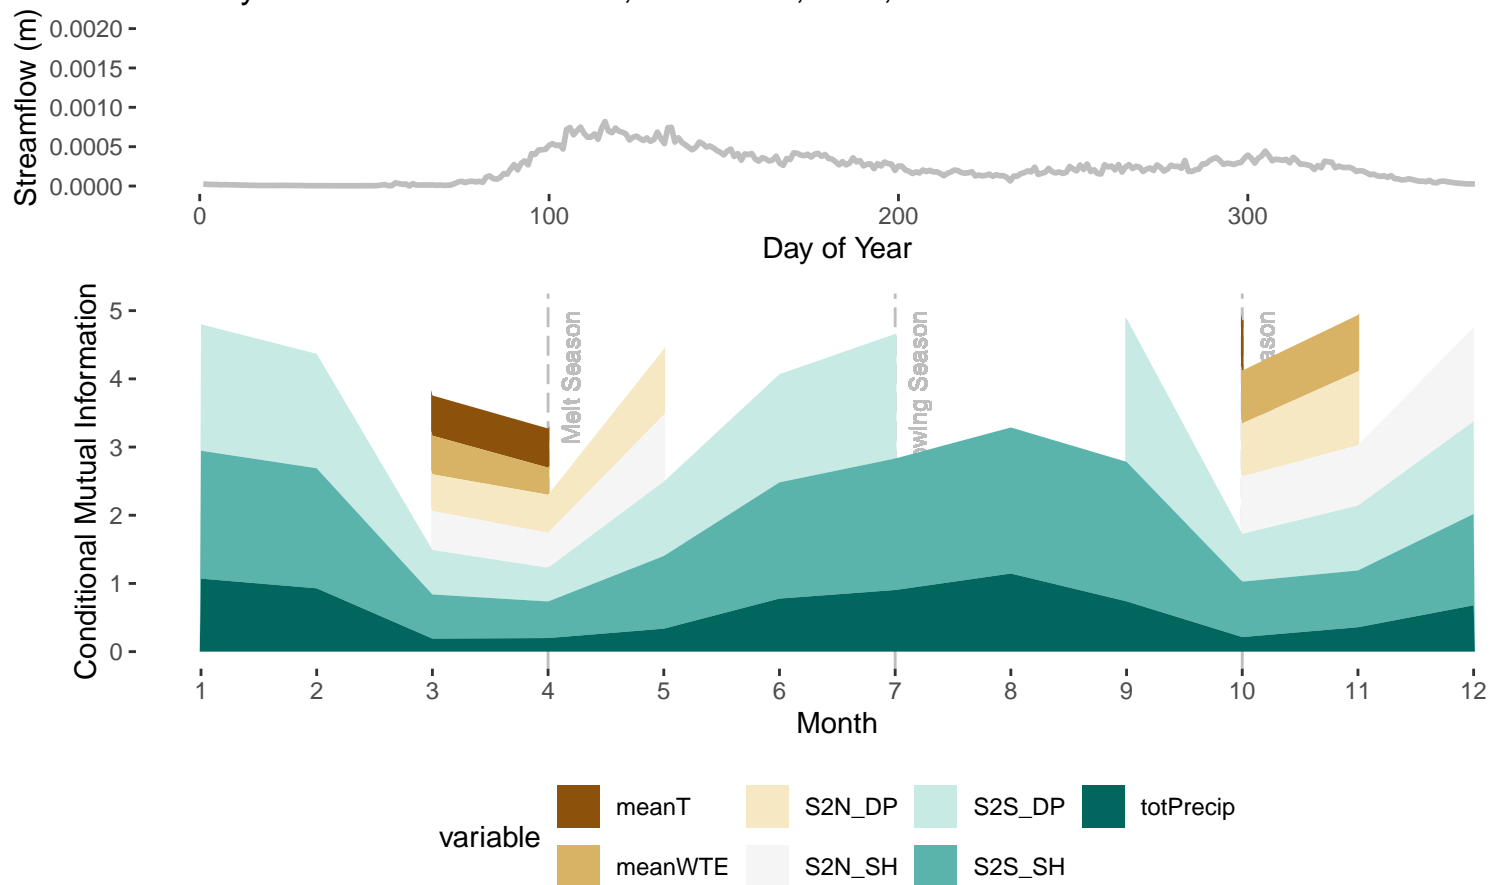 Streamflow (m)
0.0020
0.0015
0.0010
0.0005
0.0000
0 100 200 300
Day of Year
Conditional Mutual Information
5
4
3
2
1
0
Melt Season
Season
1 2 3 4 5 6 7 8 9 10 11 12
Month
variable
meanT S2N_DP S2S_DP totPrecip
meanWTE S2N_SH S2S_SH